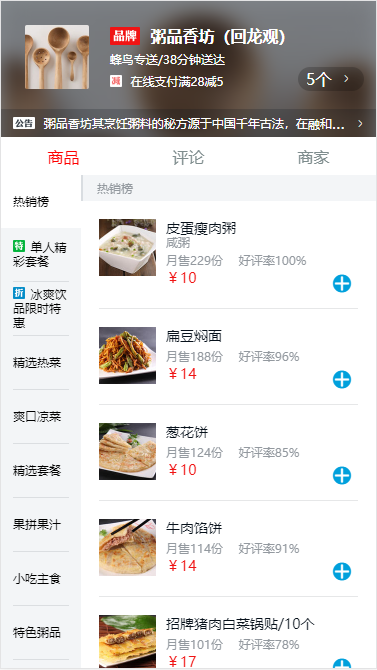 品牌 粥品香坊（回龙观）
蜂鸟专送/38分钟送达
减 在线支付满28减5
5个 >
公告 粥品香坊其烹饪粥料的秘方源于中国千年古法，在融和... >
商品 评论 商家
热销榜
特 单人精彩套餐
折 冰爽饮品限时特惠
精选热菜
爽口凉菜
精选套餐
果拼果汁
小吃主食
特色粥品
热销榜
皮蛋瘦肉粥
咸粥
月售229份 好评率100%
￥10
扁豆焖面
月售188份 好评率96%
￥14
葱花饼
月售124份 好评率85%
￥10
牛肉馅饼
月售114份 好评率91%
￥14
招牌猪肉白菜锅贴/10个
月售101份 好评率78%
￥17